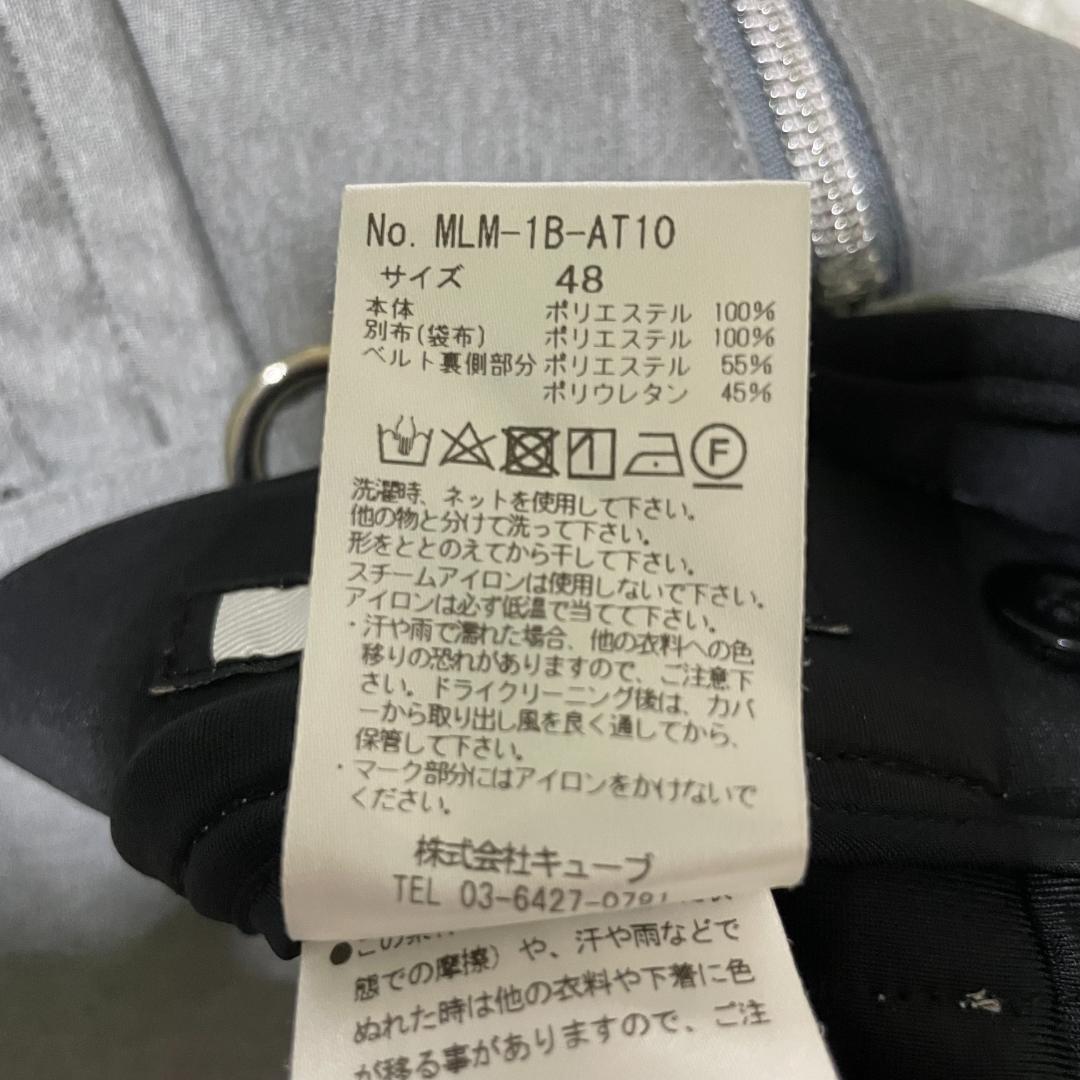 No. MLM-1B-AT10
サイズ 48
本体 ポリエステル 100%
別布(袋布) ポリエステル 100%
ベルト裏側部分 ポリエステル 55%
ポリウレタン 45%
F
洗濯時、ネットを使用して下さい。
他の物と分けて洗って下さい。
形をととのえてから干して下さい。
スチームアイロンは使用しないで下さい。
アイロンは必ず低温で当てて下さい。
・汗や雨で濡れた場合、他の衣料への色
移りの恐れがありますので、ご注意下
さい。ドライクリーニング後は、カバ
ーから取り出し風を良く通してから、
保管して下さい。
・マーク部分にはアイロンをかけないで
ください。
株式会社キューブ
TEL 03-6427-0781
●この
態での摩擦)や、汗や雨などで
ぬれた時は他の衣料や下着に色
が移る事がありますので、ご注